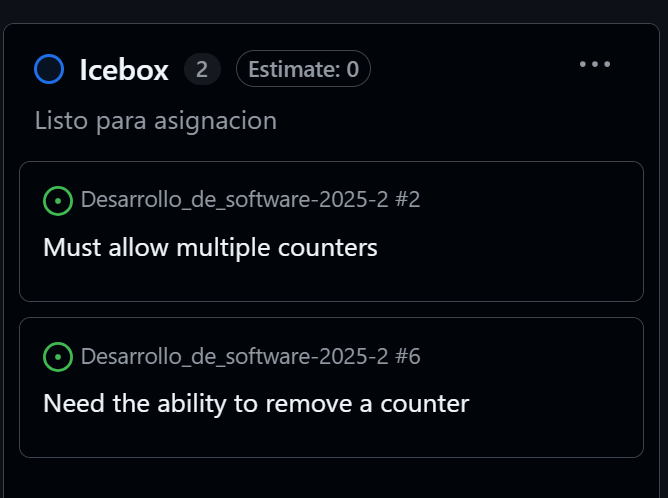 Icebox 2 Estimate: 0
Listo para asignacion
Desarrollo_de_software-2025-2 #2
Must allow multiple counters
Desarrollo_de_software-2025-2 #6
Need the ability to remove a counter